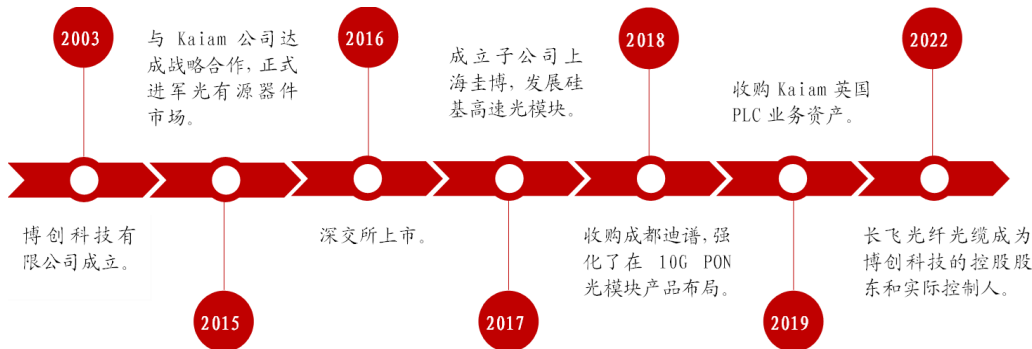 2003
与 Kaiam 公司达
成战略合作,正式
进军光有源器件
市场。
2016
成立子公司上
海圭博,发展硅
基高速光模块。
2018
收购 Kaiam 英国
PLC 业务资产。
2022
博创科技有
限公司成立。
2015
深交所上市。
2017
收购成都迪谱,强
化了在 10G PON
光模块产品布局。
2019
长飞光纤光缆成为
博创科技的控股股
东和实际控制人。